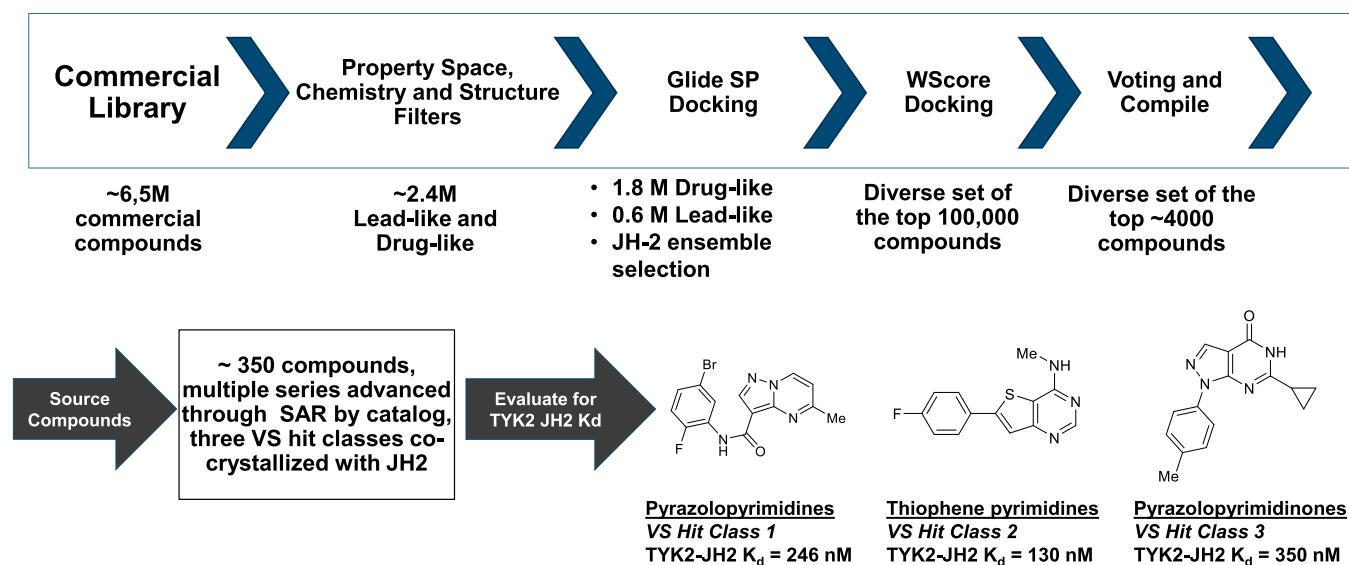 Commercial
Library
Property Space,
Chemistry and Structure
Filters
Glide SP
Docking
WScore
Docking
Voting and
Compile
~6,5M
commercial
compounds
~2.4M
Lead-like and
Drug-like
• 1.8 M Drug-like
• 0.6 M Lead-like
• JH-2 ensemble
selection
Diverse set of
the top 100,000
compounds
Diverse set of the
top ~4000
compounds
Source
Compounds
~ 350 compounds,
multiple series advanced
through SAR by catalog,
three VS hit classes co-
crystallized with JH2
Evaluate for
TYK2 JH2 Kd
Br
N
N
N
Me
F
NH
O
Me
NH
S
N
N
F
O
N
NH
N
N
Me
Pyrazolopyrimidines
VS Hit Class 1
TYK2-JH2 Kd = 246 nM
Thiophene pyrimidines
VS Hit Class 2
TYK2-JH2 Kd = 130 nM
Pyrazolopyrimidinones
VS Hit Class 3
TYK2-JH2 Kd = 350 nM